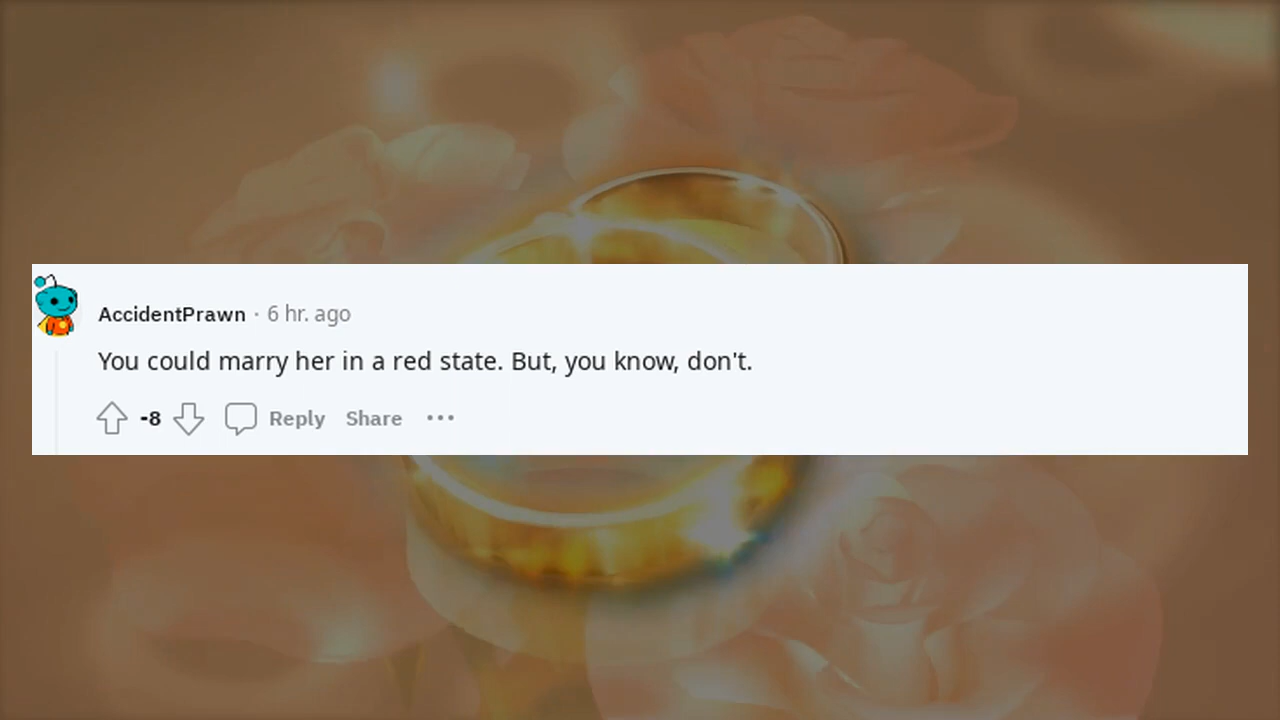 AccidentPrawn · 6 hr. ago
You could marry her in a red state. But, you know, don't.
-8 Reply Share ···